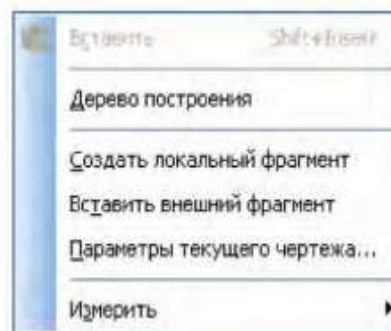 Вставить Shift+Insert
Дерево построения
Создать локальный фрагмент
Вставить внешний фрагмент
Параметры текущего чертежа...
Измерить